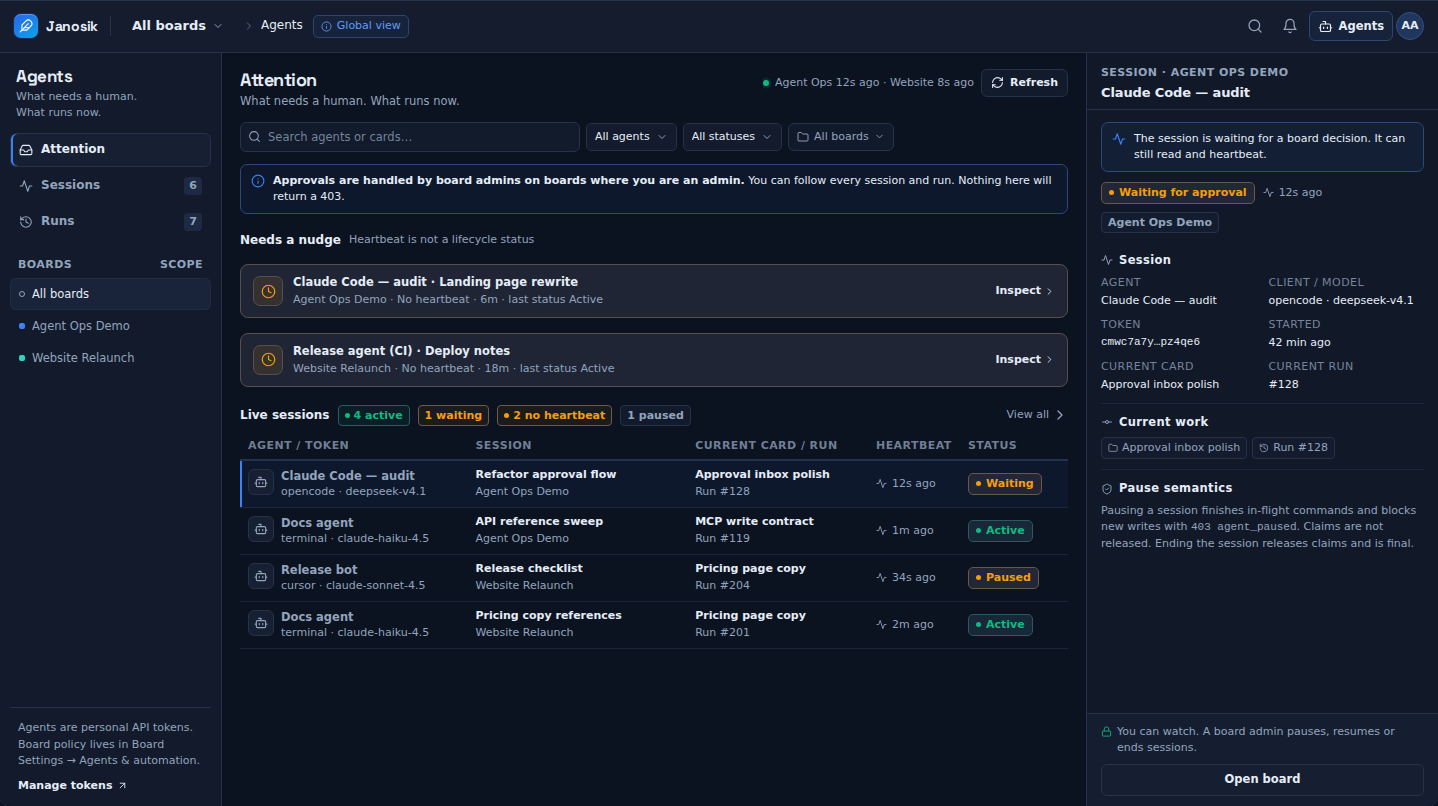 Janosik
All boards
Agents
Global view
Agents
AA
Agents
What needs a human.
What runs now.
Attention
Sessions 6
Runs 7
BOARDS SCOPE
All boards
Agent Ops Demo
Website Relaunch
Agents are personal API tokens.
Board policy lives in Board
Settings → Agents & automation.
Manage tokens
Attention
What needs a human. What runs now.
Agent Ops 12s ago · Website 8s ago
Refresh
Search agents or cards...
All agents
All statuses
All boards
Approvals are handled by board admins on boards where you are an admin. You can follow every session and run. Nothing here will
return a 403.
Needs a nudge Heartbeat is not a lifecycle status
Claude Code — audit · Landing page rewrite
Agent Ops Demo · No heartbeat · 6m · last status Active
Inspect
Release agent (CI) · Deploy notes
Website Relaunch · No heartbeat · 18m · last status Active
Inspect
Live sessions 4 active 1 waiting 2 no heartbeat 1 paused View all
AGENT / TOKEN SESSION CURRENT CARD / RUN HEARTBEAT STATUS
Claude Code — audit Refactor approval flow Approval inbox polish 12s ago Waiting
opencode · deepseek-v4.1 Agent Ops Demo Run #128
Docs agent API reference sweep MCP write contract 1m ago Active
terminal · claude-haiku-4.5 Agent Ops Demo Run #119
Release bot Release checklist Pricing page copy 34s ago Paused
cursor · claude-sonnet-4.5 Website Relaunch Run #204
Docs agent Pricing copy references Pricing page copy 2m ago Active
terminal · claude-haiku-4.5 Website Relaunch Run #201
SESSION · AGENT OPS DEMO
Claude Code — audit
The session is waiting for a board decision. It can
still read and heartbeat.
Waiting for approval 12s ago
Agent Ops Demo
Session
AGENT CLIENT / MODEL
Claude Code — audit opencode · deepseek-v4.1
TOKEN STARTED
cmwc7a7y…pz4qe6 42 min ago
CURRENT CARD CURRENT RUN
Approval inbox polish #128
Current work
Approval inbox polish Run #128
Pause semantics
Pausing a session finishes in-flight commands and blocks
new writes with 403 agent_paused. Claims are not
released. Ending the session releases claims and is final.
You can watch. A board admin pauses, resumes or
ends sessions.
Open board